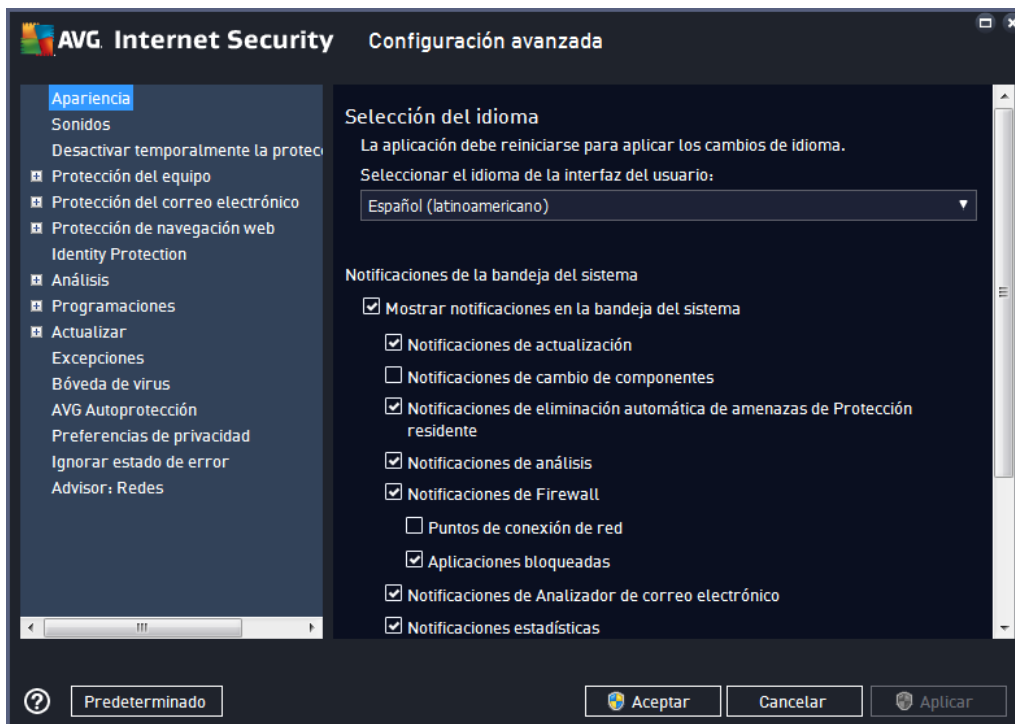 AVG. Internet Security
Configuración avanzada
Apariencia
Sonidos
Desactivar temporalmente la protec
Protección del equipo
Protección del correo electrónico
Protección de navegación web
Identity Protection
Análisis
Programaciones
Actualizar
Excepciones
Bóveda de virus
AVG Autoprotección
Preferencias de privacidad
Ignorar estado de error
Advisor: Redes
Selección del idioma
La aplicación debe reiniciarse para aplicar los cambios de idioma.
Seleccionar el idioma de la interfaz del usuario:
Español (latinoamericano)
Notificaciones de la bandeja del sistema
Mostrar notificaciones en la bandeja del sistema
Notificaciones de actualización
Notificaciones de cambio de componentes
Notificaciones de eliminación automática de amenazas de Protección
residente
Notificaciones de análisis
Notificaciones de Firewall
Puntos de conexión de red
Aplicaciones bloqueadas
Notificaciones de Analizador de correo electrónico
Notificaciones estadísticas
?
Predeterminado
Aceptar
Cancelar
Aplicar